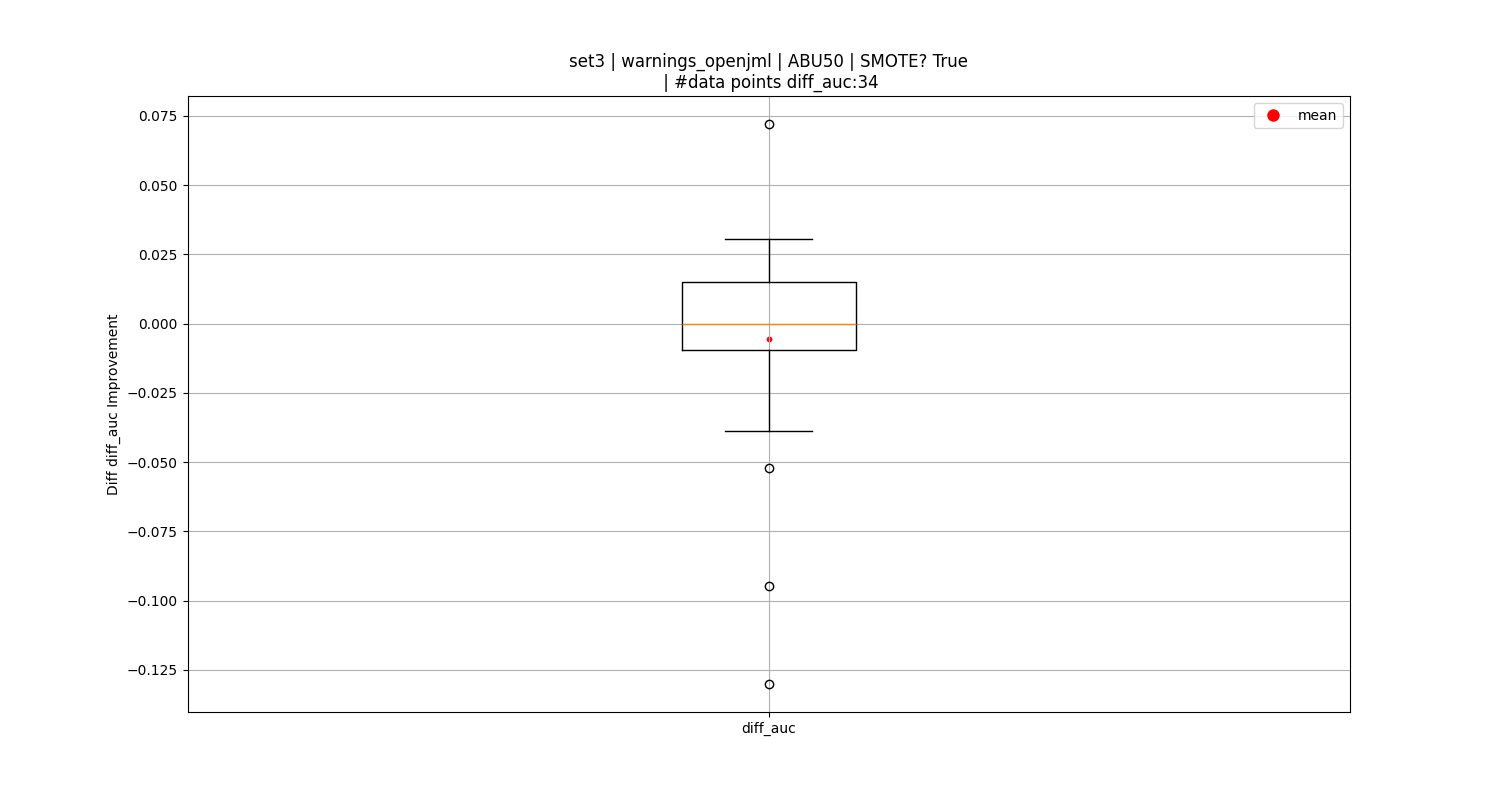 set3 | warnings_openjml | ABU50 | SMOTE? True
| #data points diff_auc:34
mean
0.075
0.050
0.025
0.000
−0.025
−0.050
−0.075
−0.100
−0.125
Diff diff_auc Improvement
diff_auc